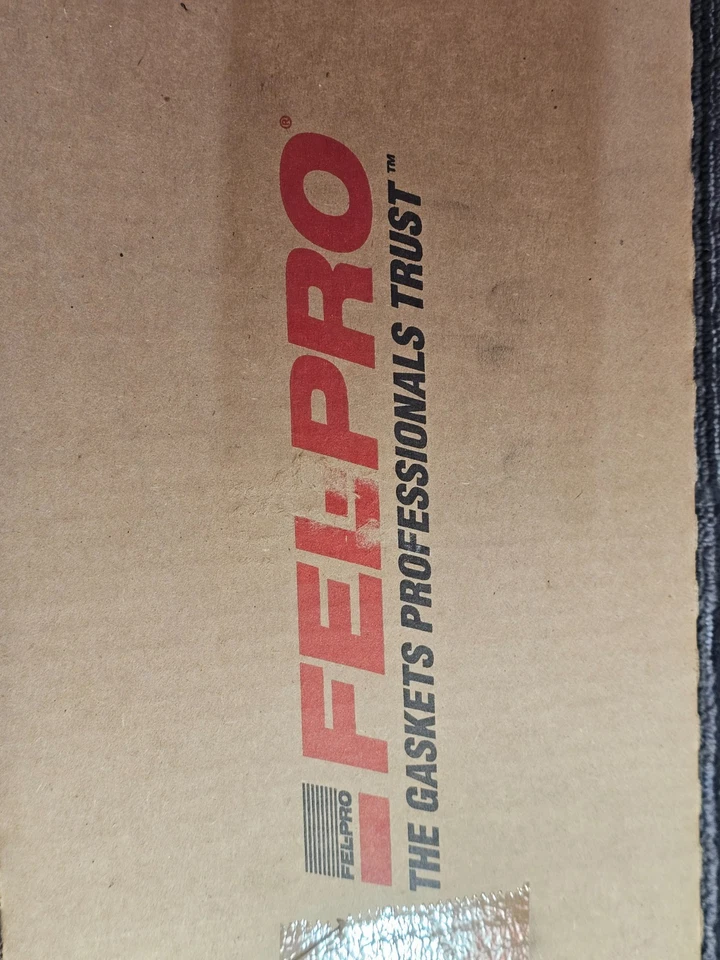 FEL-PRO
FEL-PRO®
THE GASKETS PROFESSIONALS TRUST™